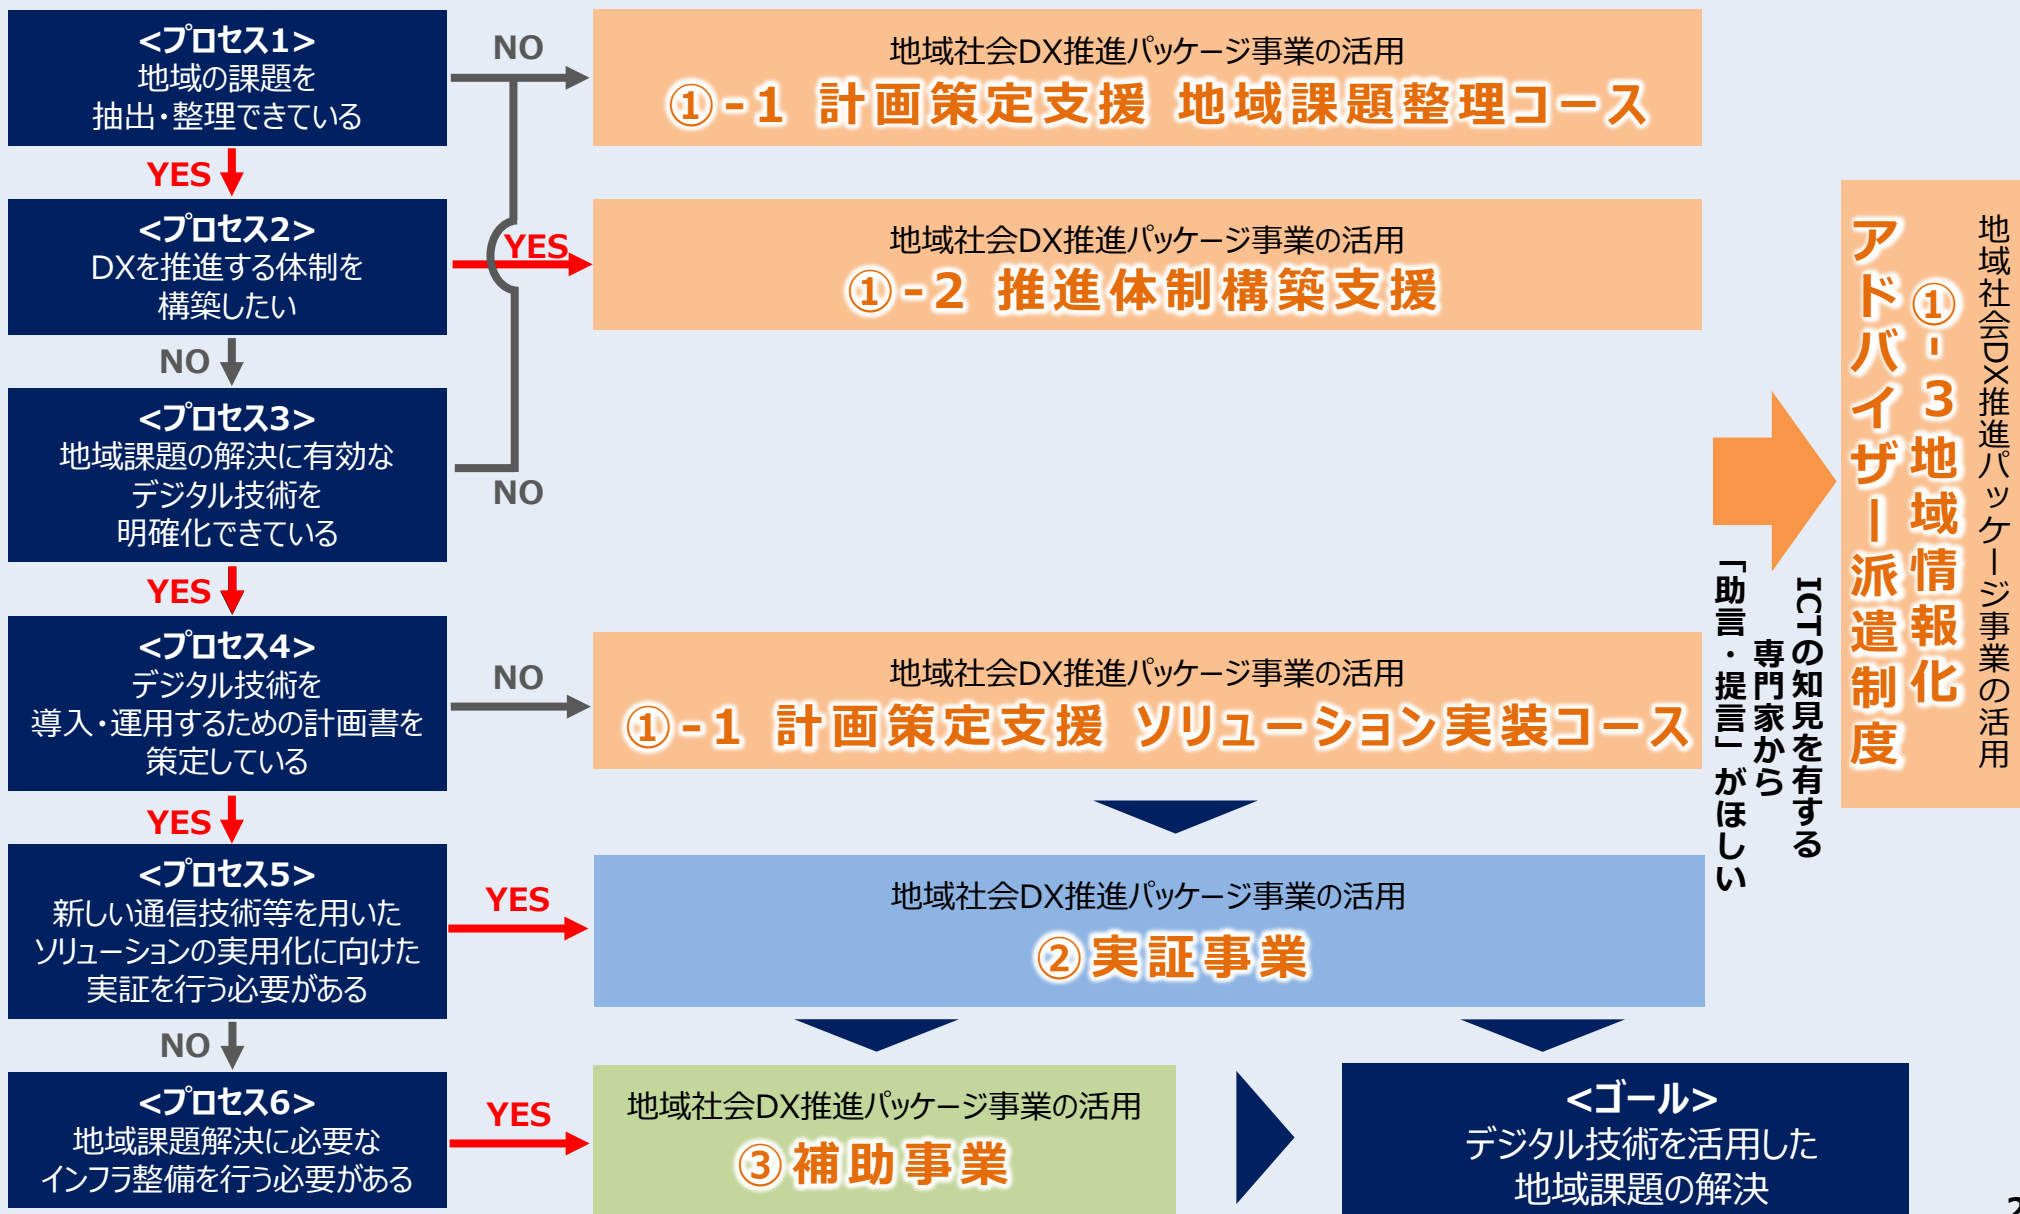 <プロセス1>
地域の課題を
抽出・整理できている
NO
地域社会DX推進パッケージ事業の活用
①-1 計画策定支援 地域課題整理コース
YES
<プロセス2>
DXを推進する体制を
構築したい
YES
地域社会DX推進パッケージ事業の活用
①-2 推進体制構築支援
NO
<プロセス3>
地域課題の解決に有効な
デジタル技術を
明確化できている
NO
YES
<プロセス4>
デジタル技術を
導入・運用するための計画書を
策定している
NO
地域社会DX推進パッケージ事業の活用
①-1 計画策定支援 ソリューション実装コース
YES
<プロセス5>
新しい通信技術等を用いた
ソリューションの実用化に向けた
実証を行う必要がある
YES
地域社会DX推進パッケージ事業の活用
②実証事業
NO
<プロセス6>
地域課題解決に必要な
インフラ整備を行う必要がある
YES
地域社会DX推進パッケージ事業の活用
③補助事業
<ゴール>
デジタル技術を活用した
地域課題の解決
ICTの知見を有する
専門家から
「助言・提言」がほしい
地域社会DX推進パッケージ事業の活用
①-3地域情報化
アドバイザー派遣制度
2